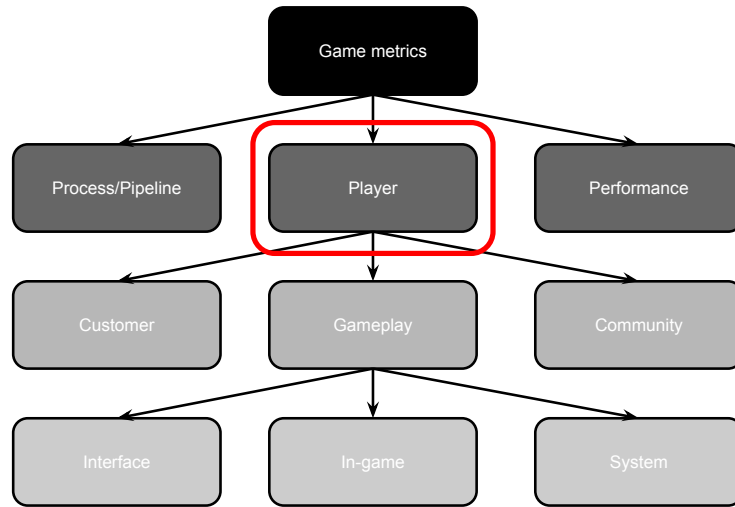 Game metrics
Process/Pipeline
Player
Performance
Customer
Gameplay
Community
Interface
In-game
System